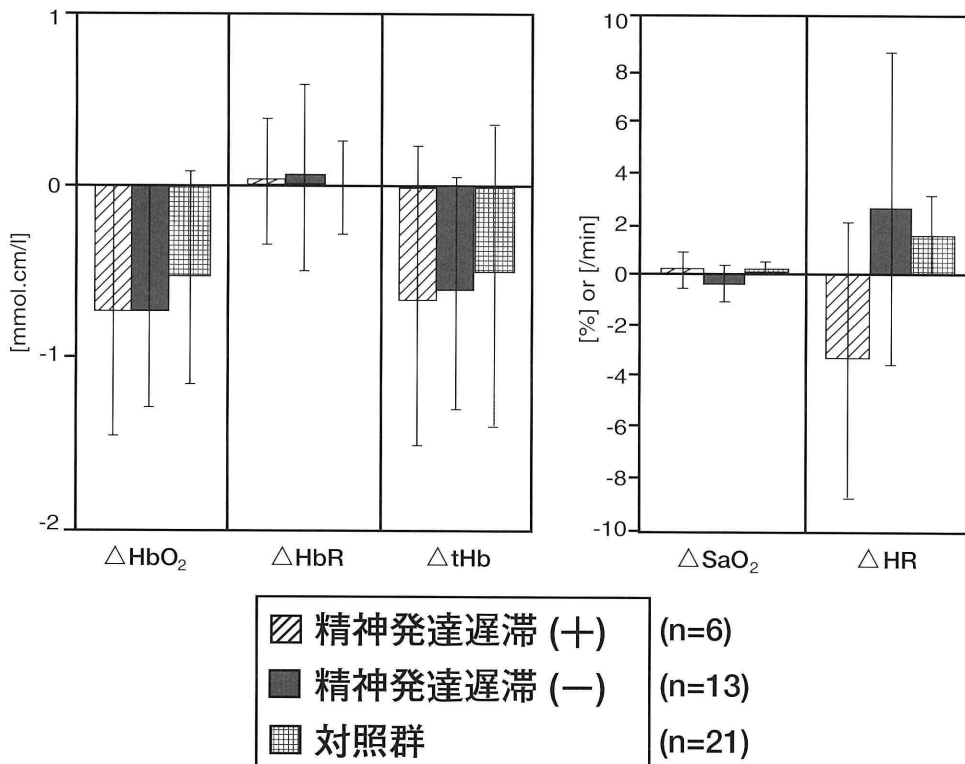 1
0
-1
-2
[mmol.cm/l]
△HbO₂
△HbR
△tHb
10
8
6
4
2
0
-2
-4
-6
-8
-10
[%] or [/min]
△SaO₂
△HR
精神発達遅滞 (+) (n=6)
精神発達遅滞 (−) (n=13)
対照群 (n=21)